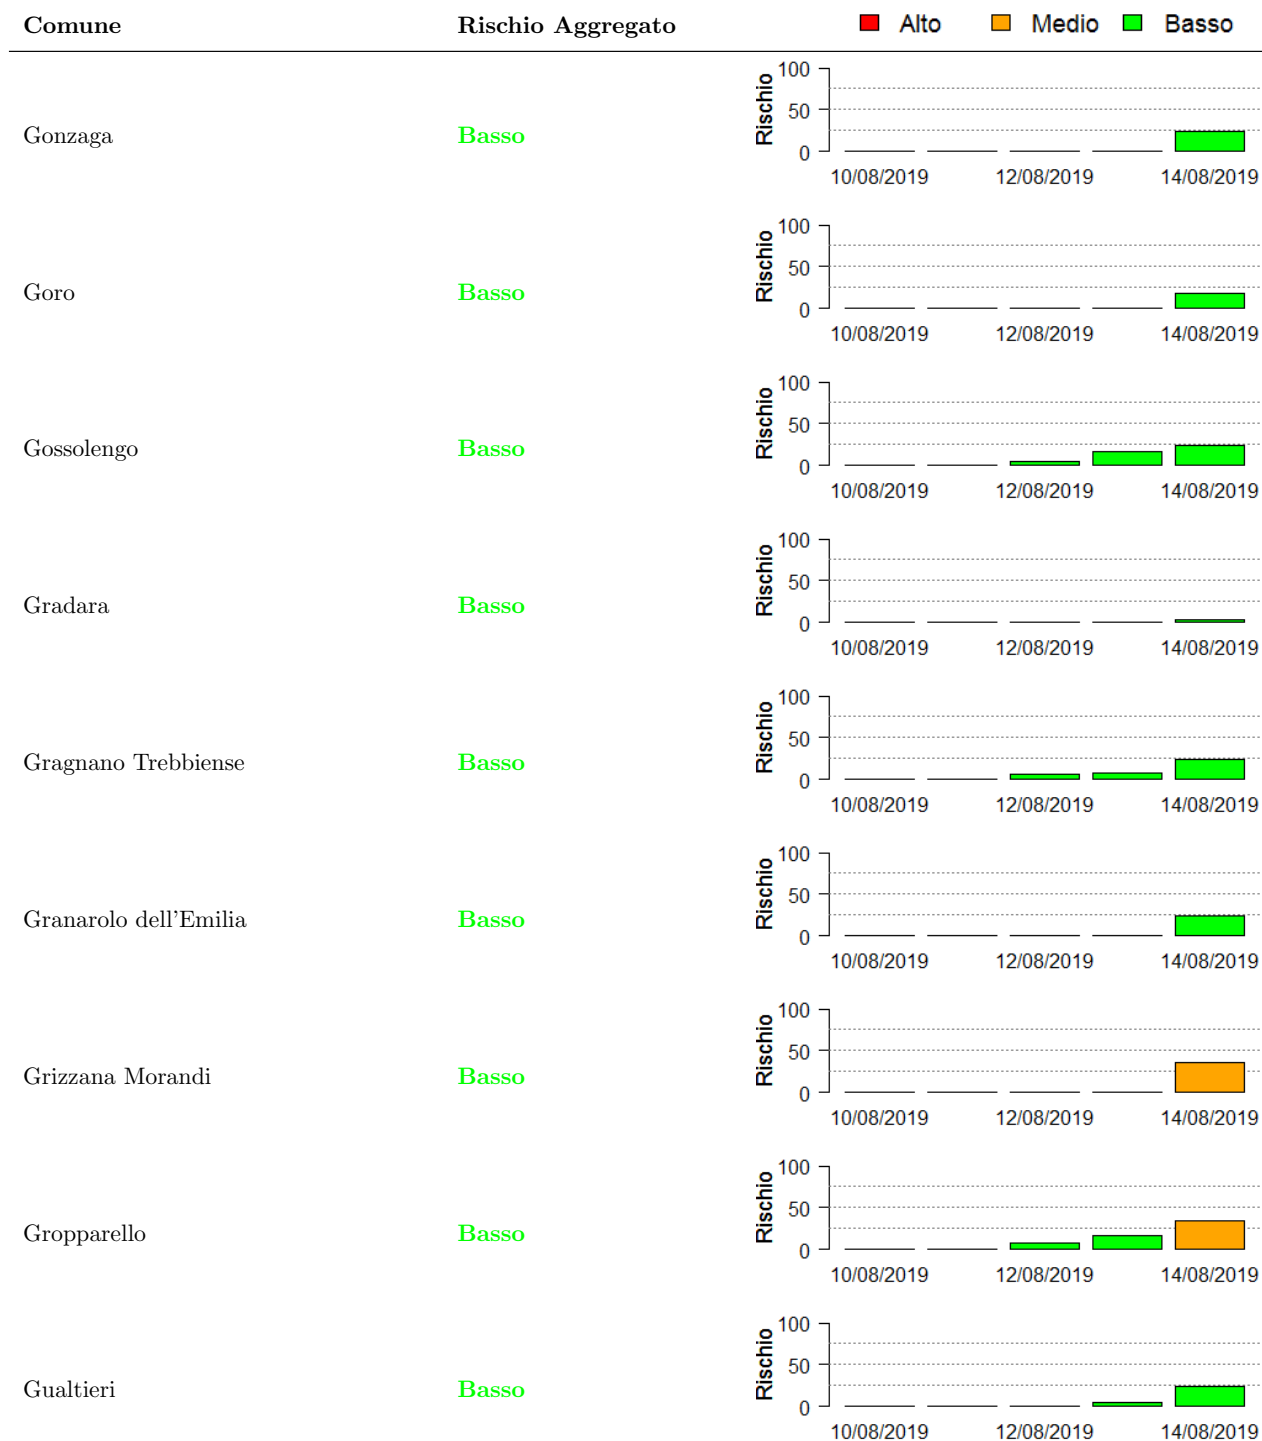 Comune Rischio Aggregato Alto Medio Basso
100
50
0
Rischio
Gonzaga Basso
10/08/2019 12/08/2019 14/08/2019
100
50
0
Rischio
Goro Basso
10/08/2019 12/08/2019 14/08/2019
100
50
0
Rischio
Gossolengo Basso
10/08/2019 12/08/2019 14/08/2019
100
50
0
Rischio
Gradara Basso
10/08/2019 12/08/2019 14/08/2019
100
50
0
Rischio
Gragnano Trebbiense Basso
10/08/2019 12/08/2019 14/08/2019
100
50
0
Rischio
Granarolo dell'Emilia Basso
10/08/2019 12/08/2019 14/08/2019
100
50
0
Rischio
Grizzana Morandi Basso
10/08/2019 12/08/2019 14/08/2019
100
50
0
Rischio
Gropparello Basso
10/08/2019 12/08/2019 14/08/2019
100
50
0
Rischio
Gualtieri Basso
10/08/2019 12/08/2019 14/08/2019